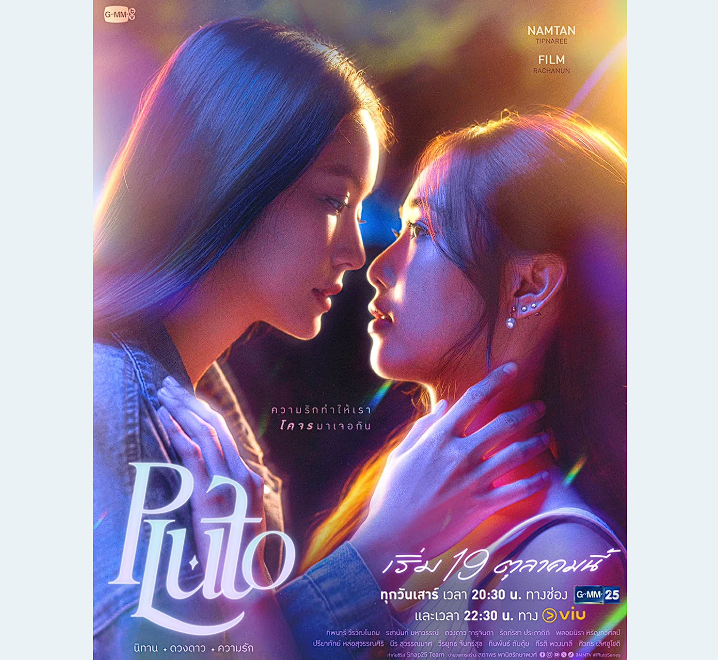 G-MM-
NAMTAN
TIPNAREE
FILM
RACHANUN
ความรักทำให้เรา
โคจรมาเจอกัน
Pluto
นิทาน • ดวงดาว • ความรัก
เริ่ม 19 ตุลาคมนี้
ทุกวันเสาร์ เวลา 20:30 น. ทางช่อง G-MM- 25
และเวลา 22:30 น. ทาง viu